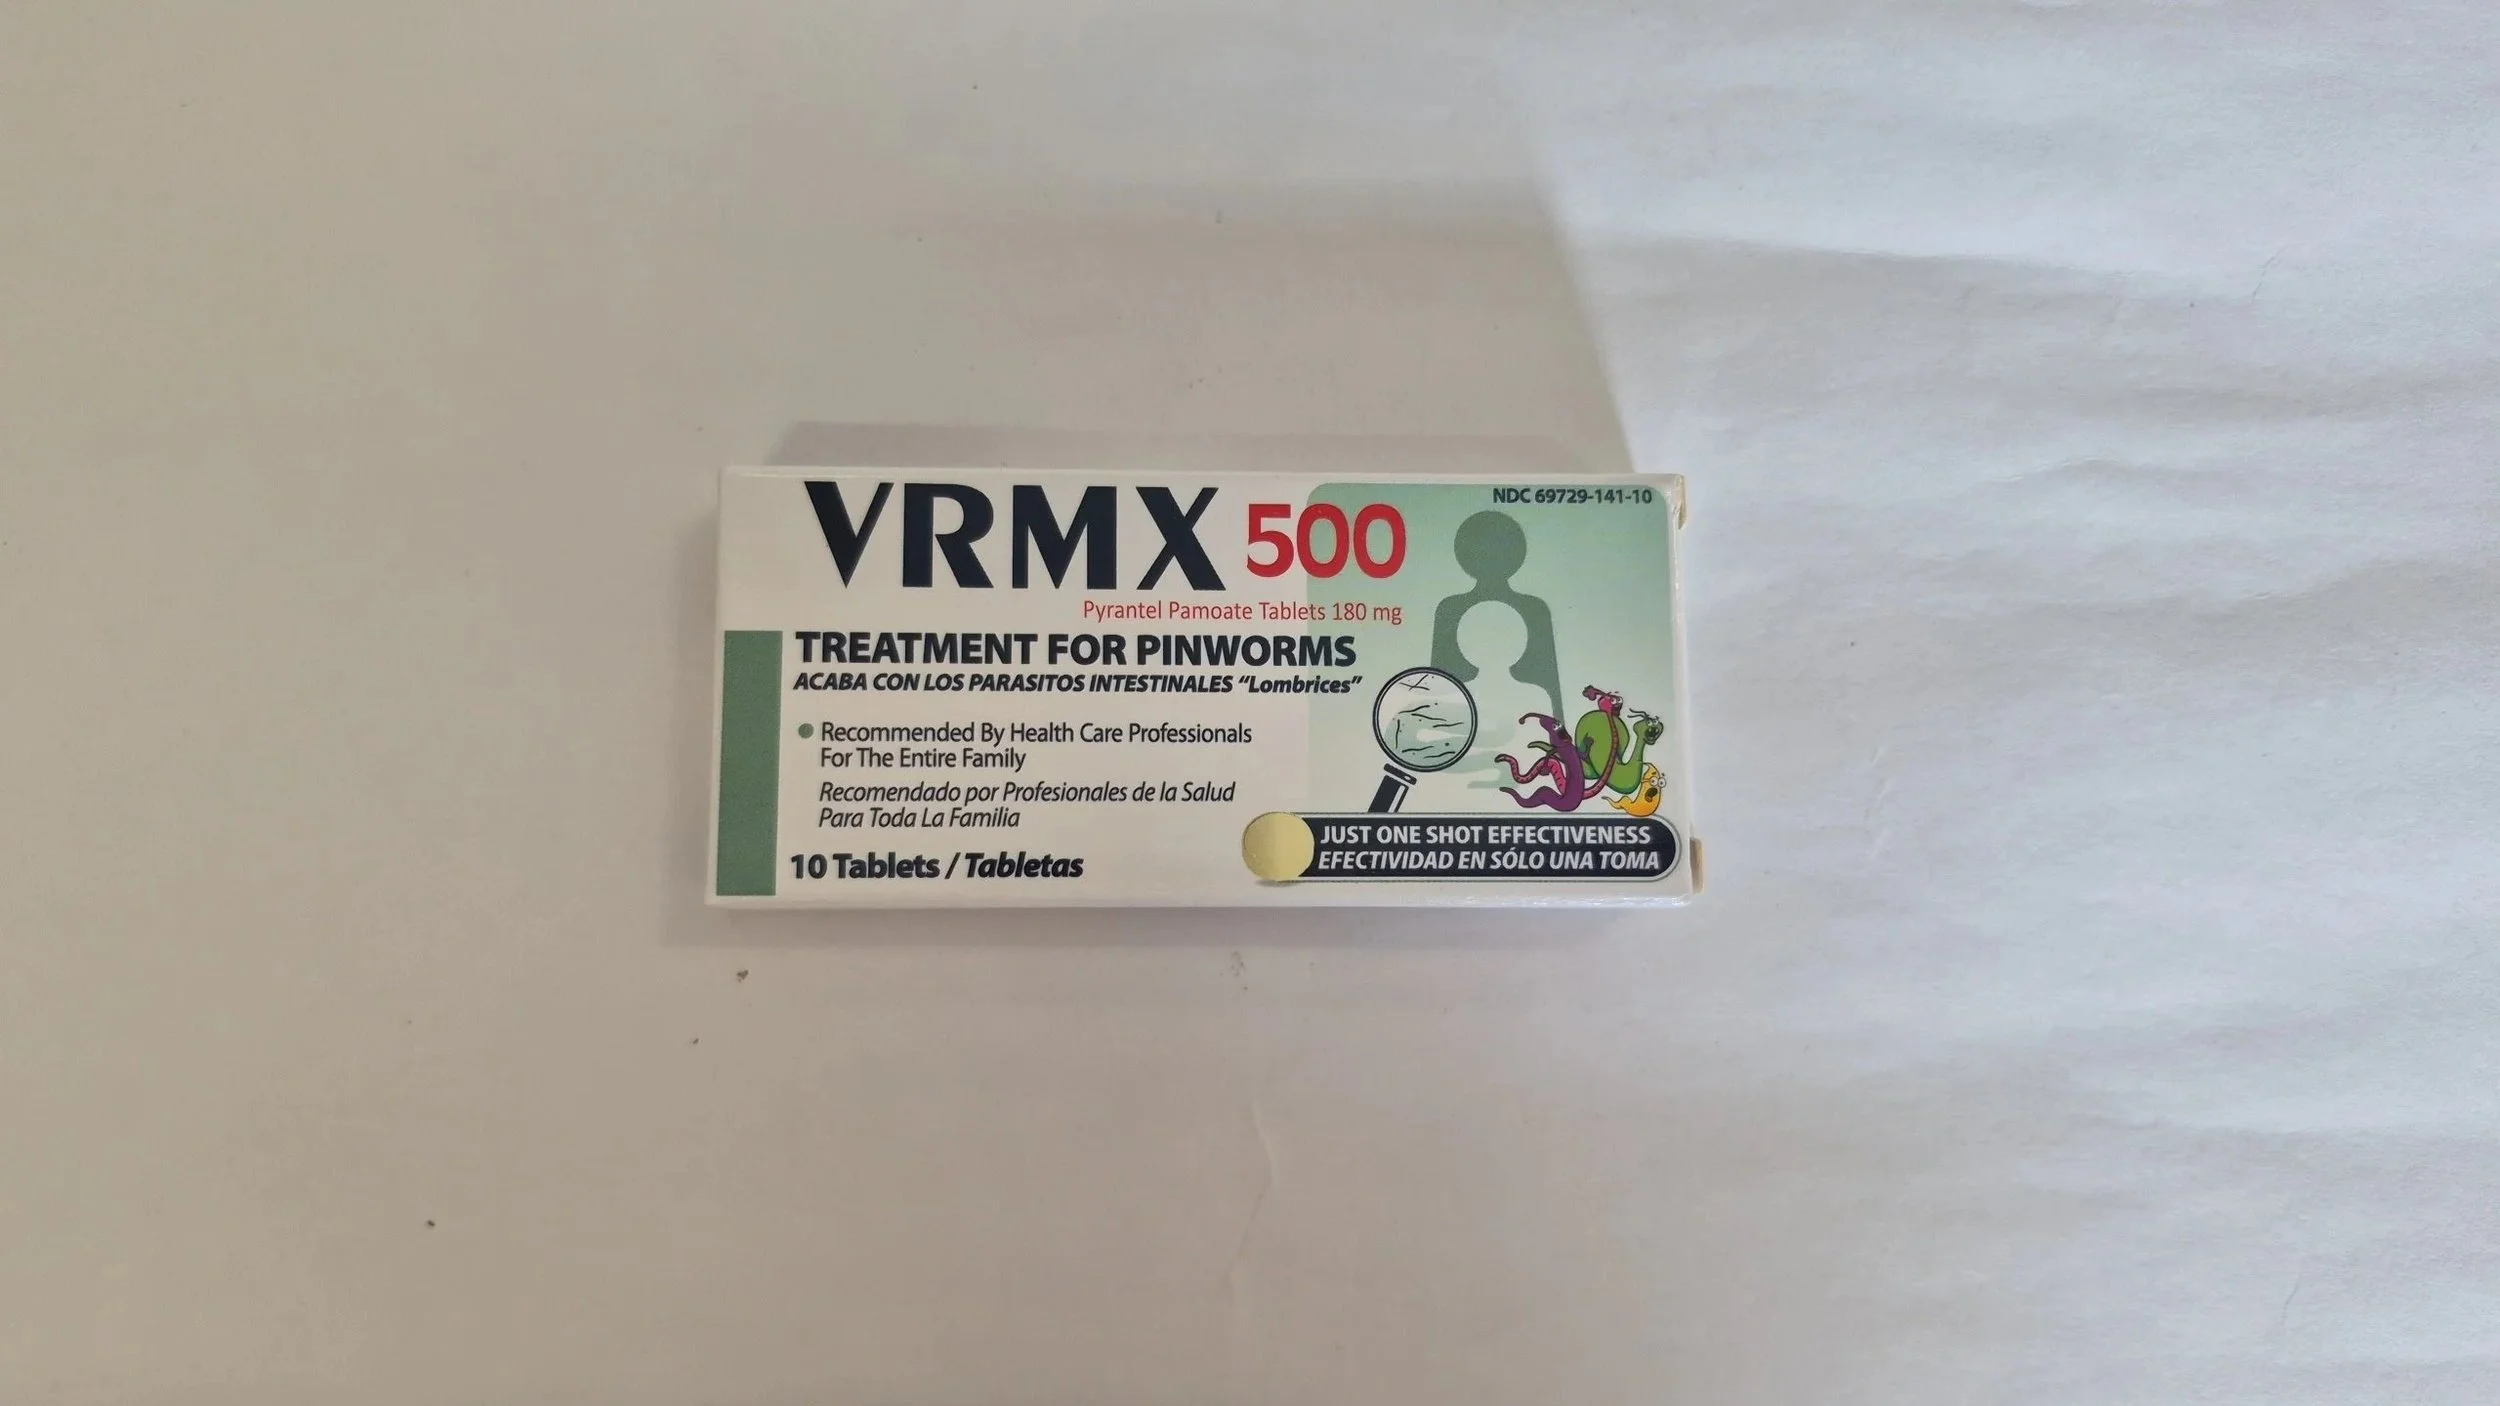 VRMX 500
NDC 69729-141-10
Pyrantel Pamoate Tablets 180 mg
TREATMENT FOR PINWORMS
ACABA CON LOS PARASITOS INTESTINALES “Lombrices”
Recommended By Health Care Professionals
For The Entire Family
Recomendado por Profesionales de la Salud
Para Toda La Familia
10 Tablets / Tabletas
JUST ONE SHOT EFFECTIVENESS
EFECTIVIDAD EN SÓLO UNA TOMA